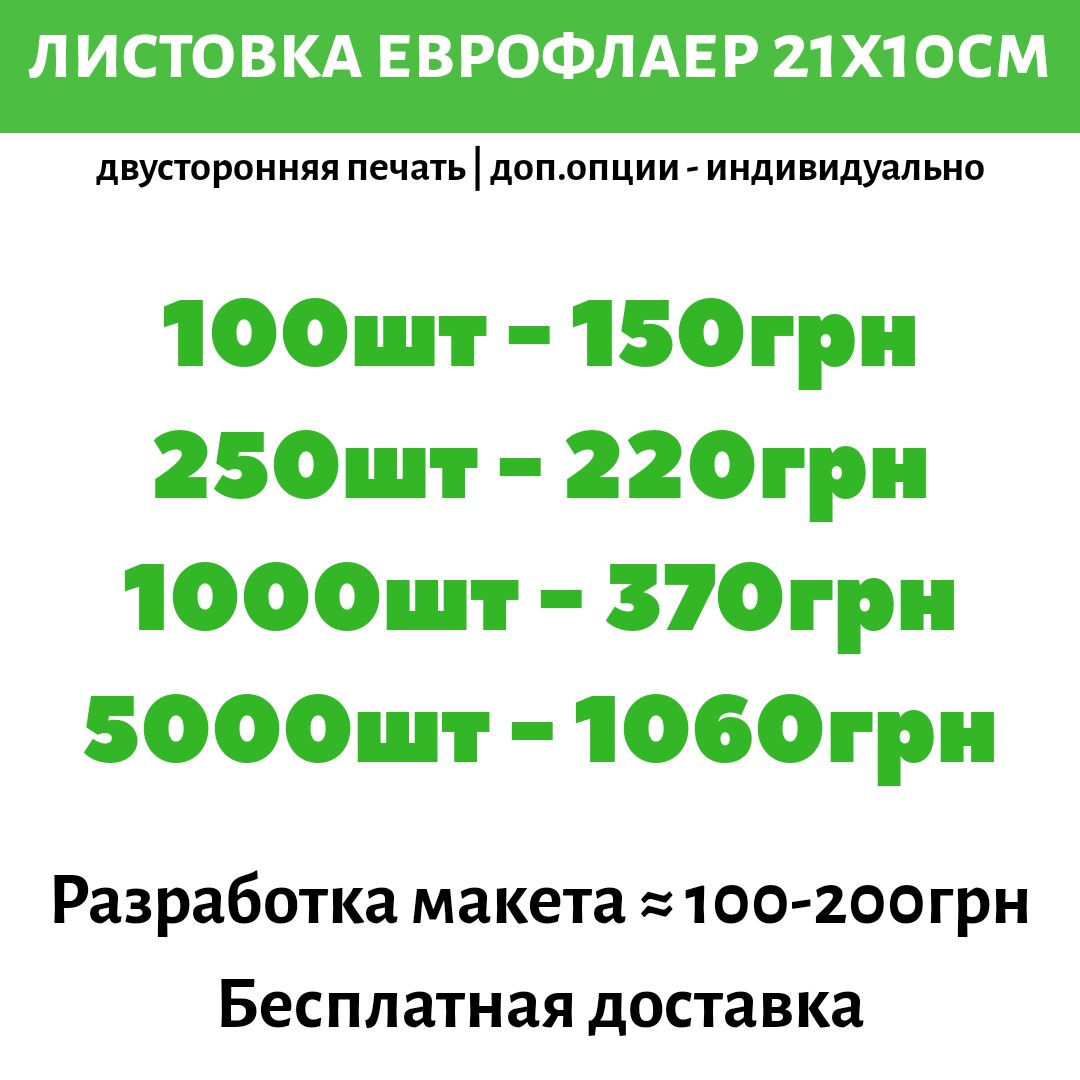 ЛИСТОВКА ЕВРОФЛАЕР 21Х10СМ
двусторонняя печать | доп.опции - индивидуально
100шт - 150грн
250шт - 220грн
1000шт - 370грн
5000шт - 1060грн
Разработка макета ≈ 100-200грн
Бесплатная доставка